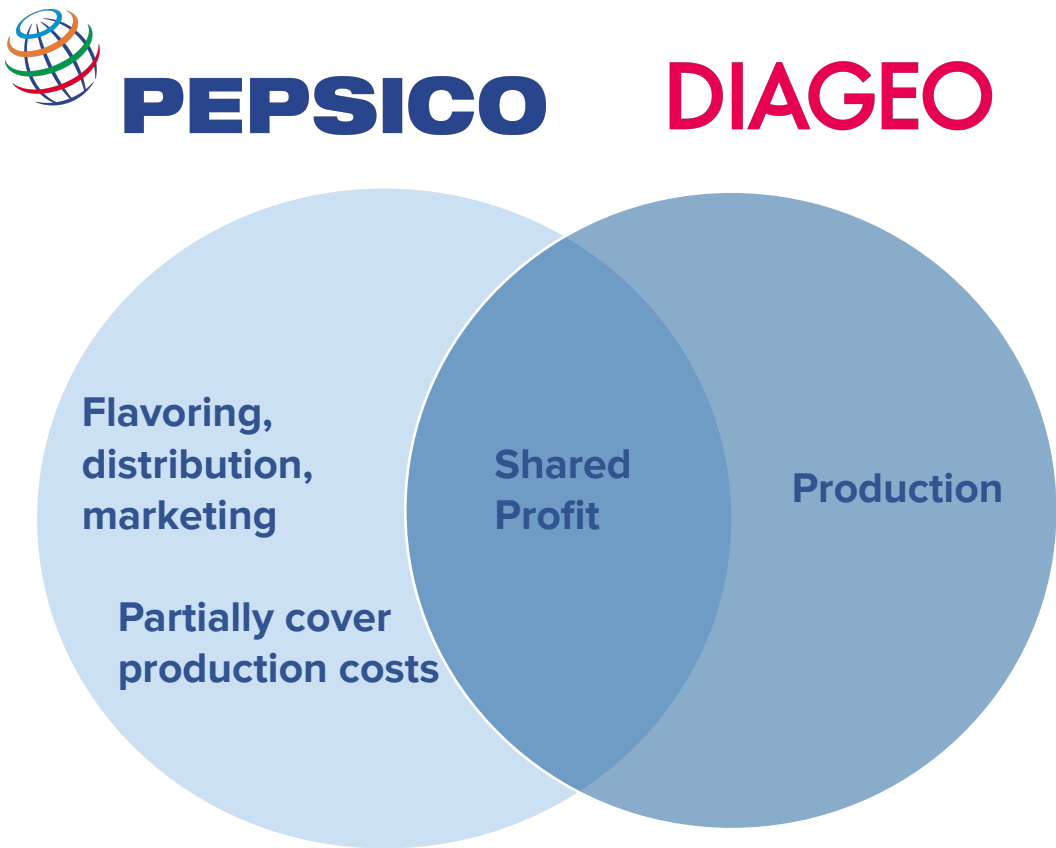 PEPSICO
DIAGEO
Flavoring,
distribution,
marketing
Partially cover
production costs
Shared
Profit
Production